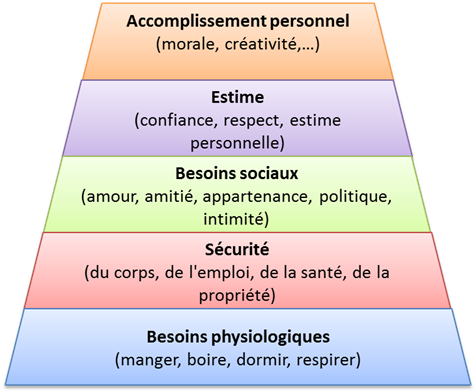 Accomplissement personnel
(morale, créativité,...)
Estime
(confiance, respect, estime
personnelle)
Besoins sociaux
(amour, amitié, appartenance, politique,
intimité)
Sécurité
(du corps, de l'emploi, de la santé, de la
propriété)
Besoins physiologiques
(manger, boire, dormir, respirer)